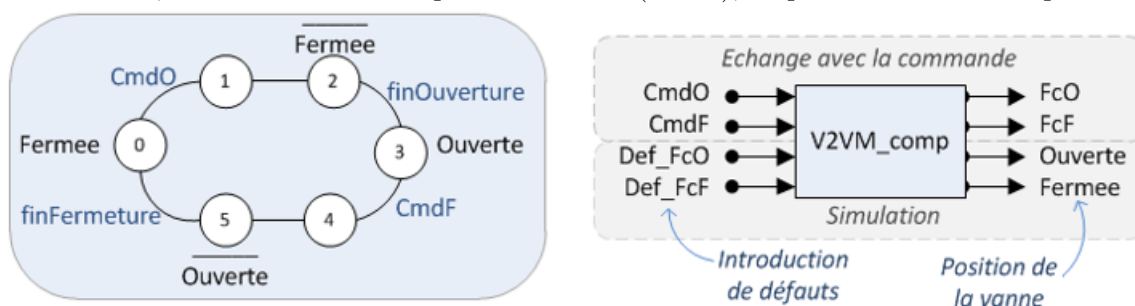 Fermee
CmdO
1
2
finOuverture
Fermee
0
3
Ouverte
finFermeture
5
4
CmdF
Ouverte
Echange avec la commande
CmdO
FcO
CmdF
FcF
V2VM_comp
Def_FcO
Ouverte
Def_FcF
Fermee
Simulation
Introduction
de défauts
Position de
la vanne